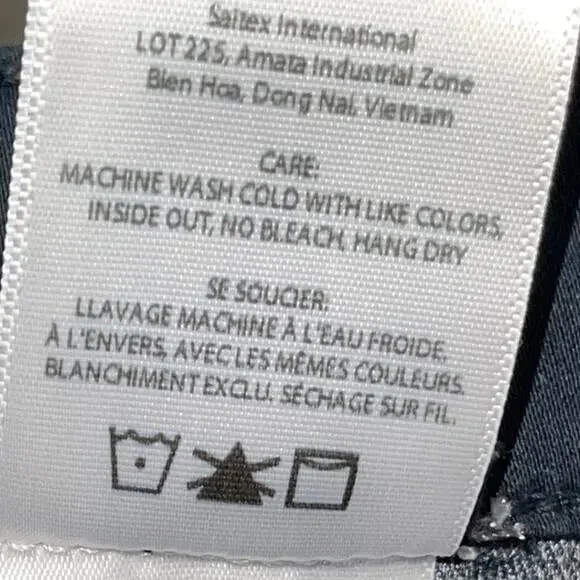 Saitex International
LOT 225, Amata Industrial Zone
Bien Hoa, Dong Nai, Vietnam
CARE:
MACHINE WASH COLD WITH LIKE COLORS,
INSIDE OUT, NO BLEACH, HANG DRY
SE SOUCIER:
LLAVAGE MACHINE À L'EAU FROIDE,
À L'ENVERS, AVEC LES MÊMES COULEURS.
BLANCHIMENT EXCLU. SÉCHAGE SUR FIL.